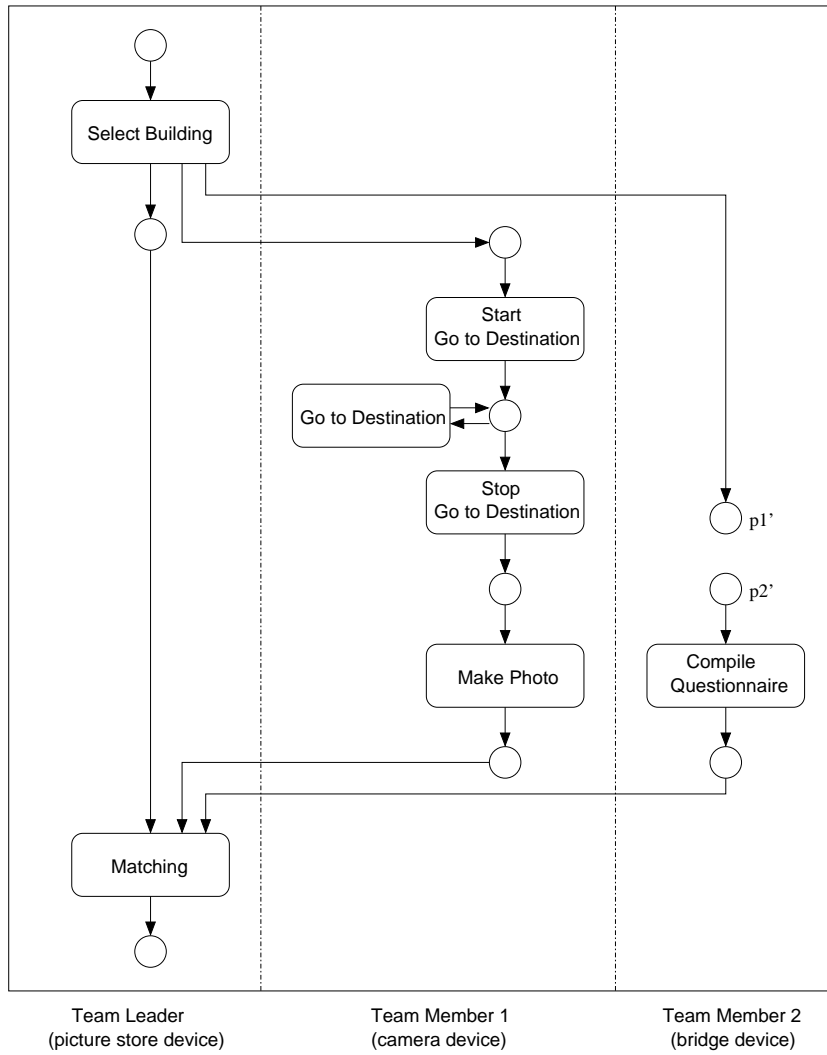 Select Building
Start
Go to Destination
Go to Destination
Stop
Go to Destination
p1’
p2’
Make Photo
Compile
Questionnaire
Matching
Team Leader
(picture store device)
Team Member 1
(camera device)
Team Member 2
(bridge device)